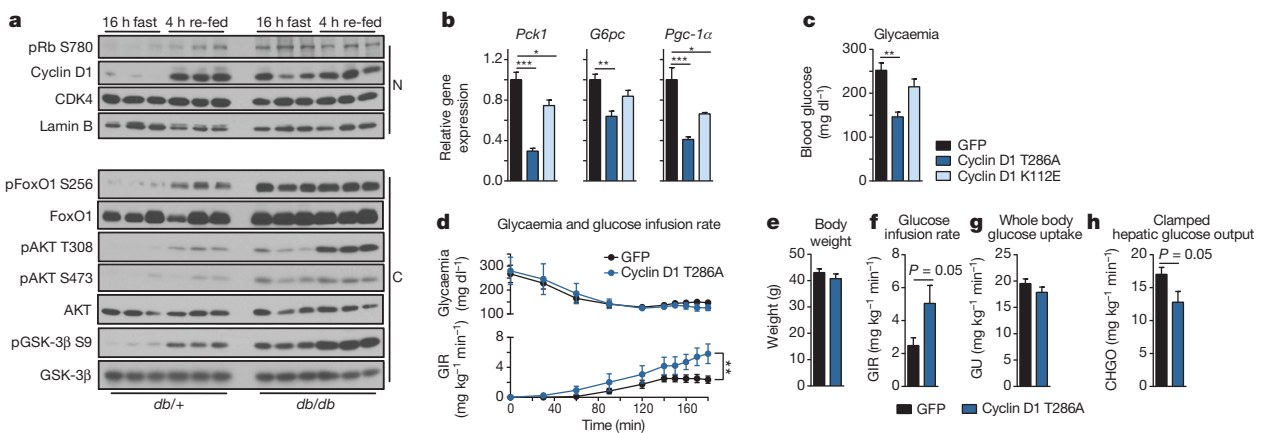 a
16 h fast 4 h re-fed 16 h fast 4 h re-fed
pRb S780
Cyclin D1
CDK4
Lamin B
N
pFoxO1 S256
FoxO1
pAKT T308
pAKT S473
AKT
pGSK-3β S9
GSK-3β
C
db/+ db/db
b
Pck1 G6pc Pgc-1α
*** * ** *** *
Relative gene
expression
1.2
0.8
0.4
0.0
c
Glycaemia
**
Blood glucose
(mg dl⁻¹)
300
200
100
0
GFP
Cyclin D1 T286A
Cyclin D1 K112E
d
Glycaemia and glucose infusion rate
GFP
Cyclin D1 T286A
Glycaemia
(mg dl⁻¹)
300
200
100
GIR
(mg kg⁻¹ min⁻¹)
8
4
0
**
0 40 80 120 160
Time (min)
e
Body
weight
Weight (g)
50
40
30
20
10
0
f
Glucose
infusion rate
P = 0.05
GIR (mg kg⁻¹ min⁻¹)
8
6
4
2
0
g
Whole body
glucose uptake
GU (mg kg⁻¹ min⁻¹)
25
20
15
10
5
0
h
Clamped
hepatic glucose output
P = 0.05
CHGO (mg kg⁻¹ min⁻¹)
20
15
10
5
0
GFP Cyclin D1 T286A